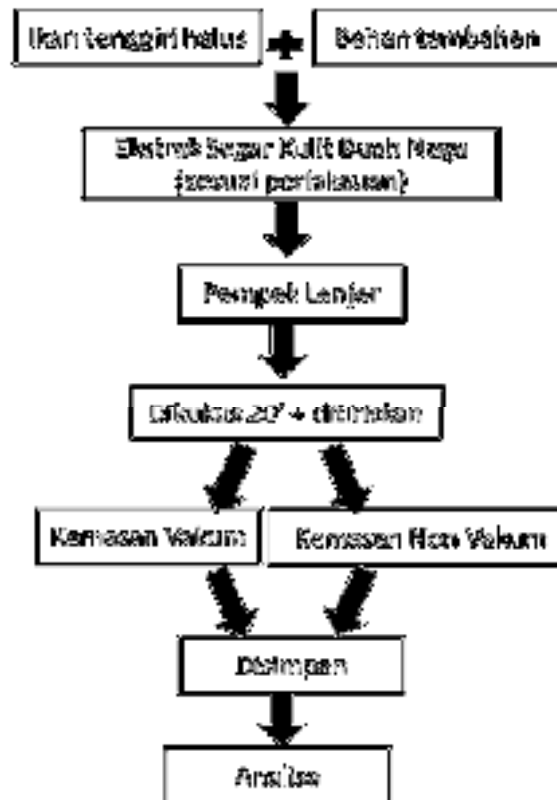 Ikan tenggiri halus + Bahan tambahan
Ekstrak Segar Kulit Buah Naga
(sesuai perlakuan)
Pempek Lenjer
Dikukus 20' + ditiriskan
Kemasan Vakum Kemasan Non Vakum
Disimpan
Analisa